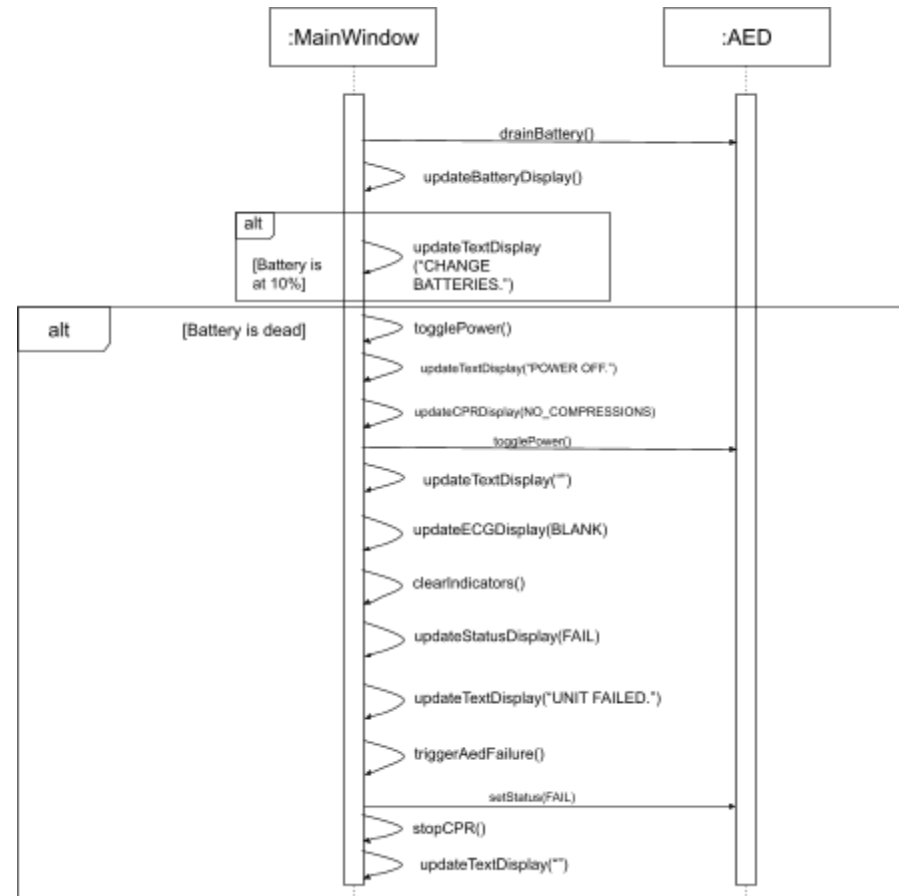 :MainWindow
:AED
drainBattery()
updateBatteryDisplay()
alt
[Battery is
at 10%]
updateTextDisplay
(“CHANGE
BATTERIES.”)
alt
[Battery is dead]
togglePower()
updateTextDisplay("POWER OFF.")
updateCPRDisplay(NO_COMPRESSIONS)
togglePower()
updateTextDisplay(“”)
updateECGDisplay(BLANK)
clearIndicators()
updateStatusDisplay(FAIL)
updateTextDisplay(“UNIT FAILED.”)
triggerAedFailure()
setStatus(FAIL)
stopCPR()
updateTextDisplay(“”)